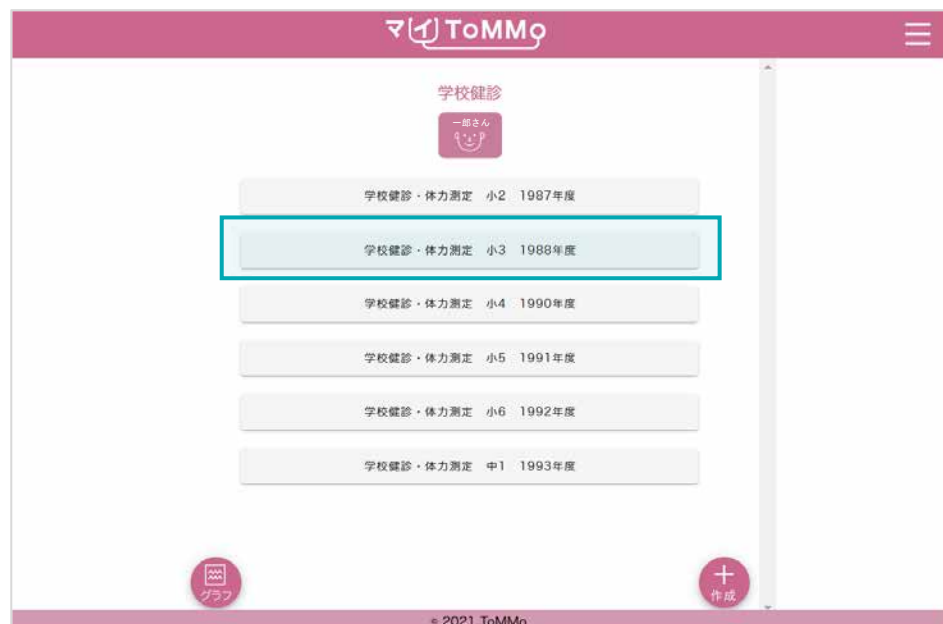 マイ ToMMo
学校健診
一郎さん
学校健診・体力測定 小2 1987年度
学校健診・体力測定 小3 1988年度
学校健診・体力測定 小4 1990年度
学校健診・体力測定 小5 1991年度
学校健診・体力測定 小6 1992年度
学校健診・体力測定 中1 1993年度
グラフ
作成
© 2021 ToMMo